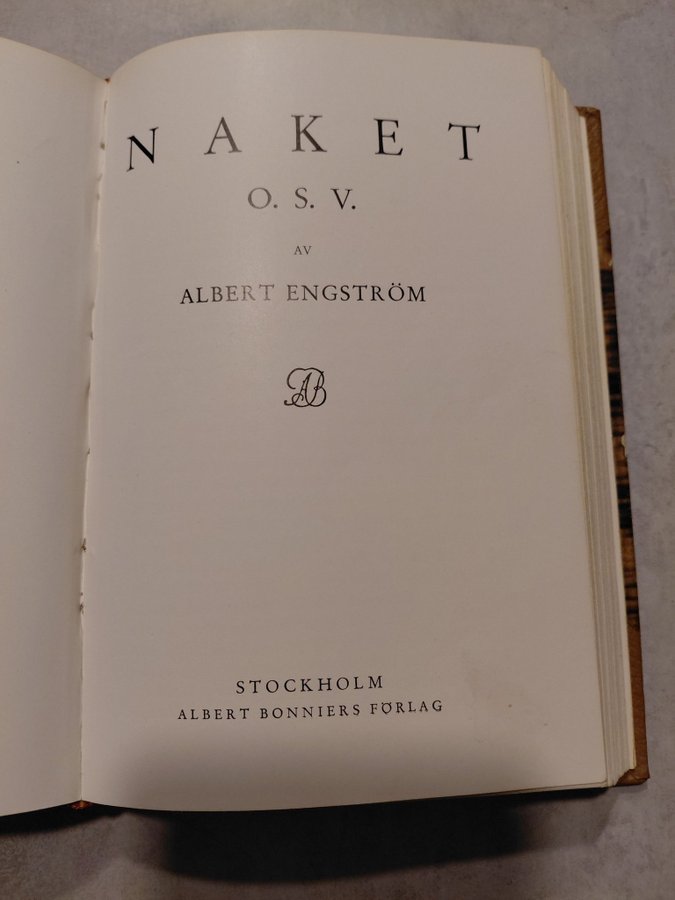 NAKET
O. S. V.
AV
ALBERT ENGSTRÖM
AB
STOCKHOLM
ALBERT BONNIERS FÖRLAG